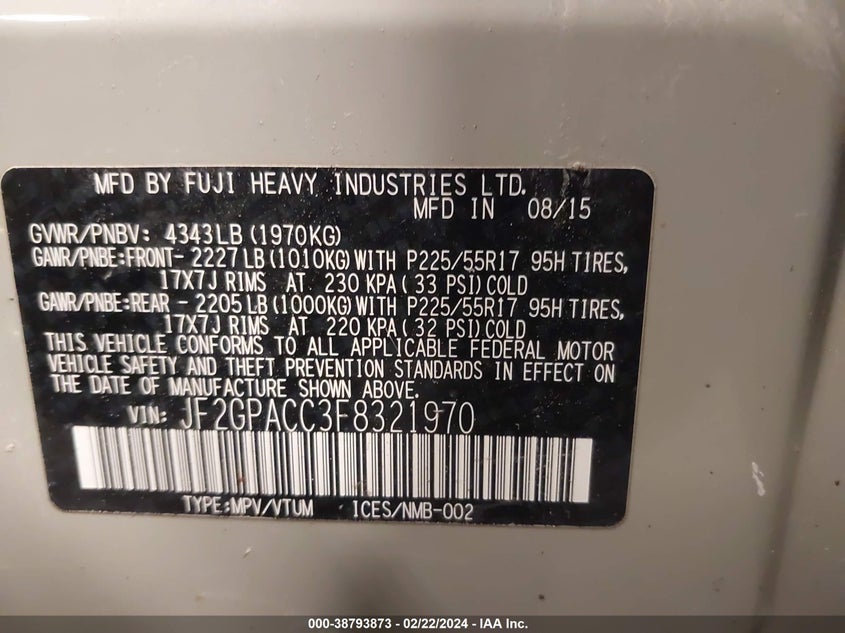 MFD BY FUJI HEAVY INDUSTRIES LTD.
MFD IN 08/15
GVWR/PNBV: 4343LB (1970KG)
GAWR/PNBE:FRONT- 2227 LB (1010KG) WITH P225/55R17 95H TIRES,
17X7J RIMS AT 230 KPA ( 33 PSI) COLD
GAWR/PNBE:REAR - 2205 LB (1000KG) WITH P225/55R17 95H TIRES,
17X7J RIMS AT 220 KPA ( 32 PSI) COLD
THIS VEHICLE CONFORMS TO ALL APPLICABLE FEDERAL MOTOR
VEHICLE SAFETY AND THEFT PREVENTION STANDARDS IN EFFECT ON
THE DATE OF MANUFACTURE SHOWN ABOVE.
VIN: JF2GPACC3F8321970
TYPE:MPV/VTUM ICES/NMB-002
000-38793873 - 02/22/2024 - IAA Inc.